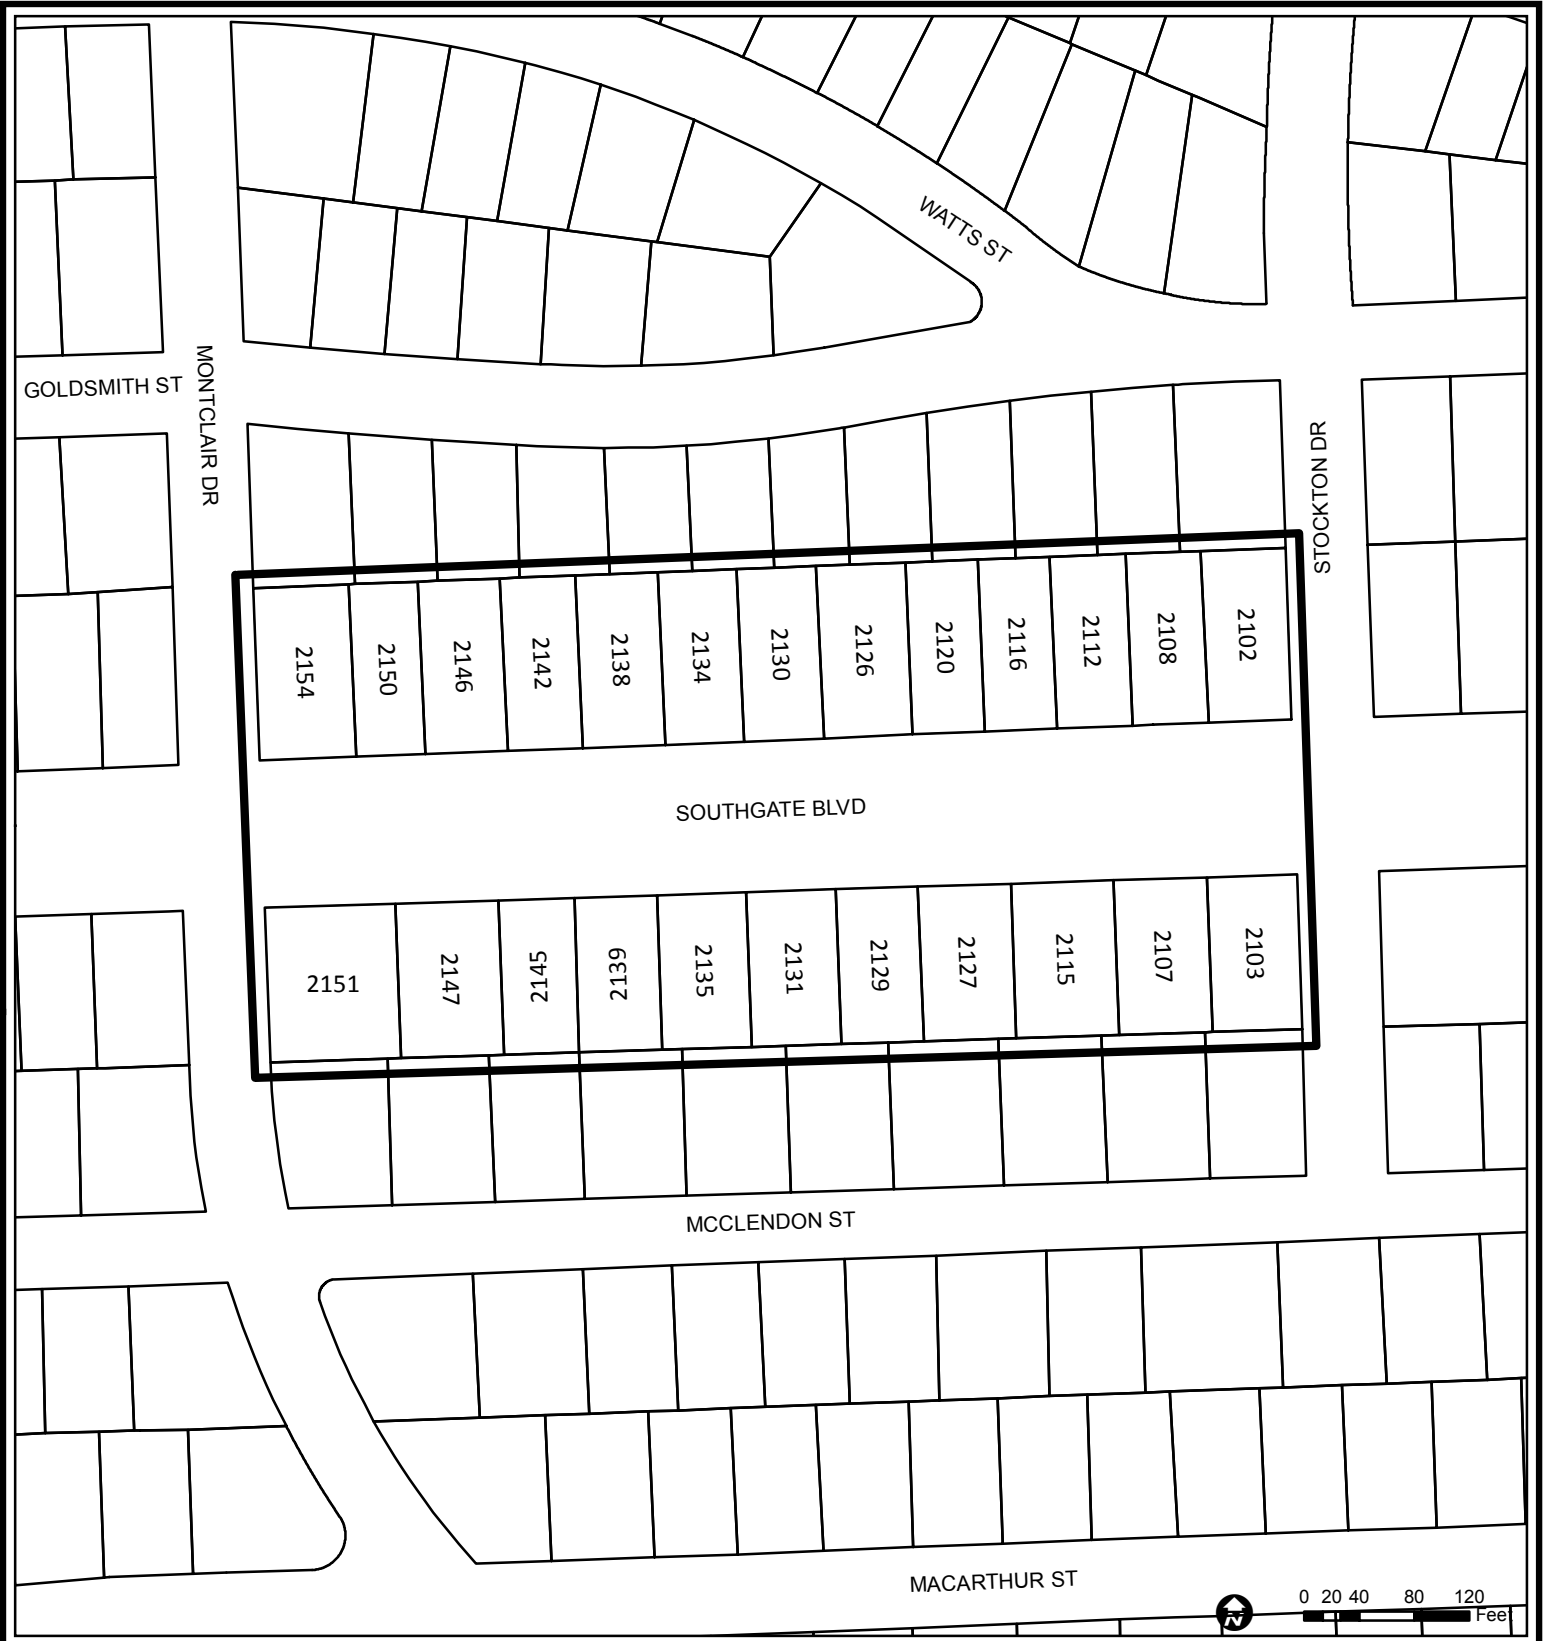 WATTS ST
GOLDSMITH ST
MONTCLAIR DR
STOCKTON DR
2154
2150
2146
2142
2138
2134
2130
2126
2120
2116
2112
2108
2102
SOUTHGATE BLVD
2151
2147
2145
2139
2135
2131
2129
2127
2115
2107
2103
MCCLENDON ST
MACARTHUR ST
N
0 20 40 80 120
Feet